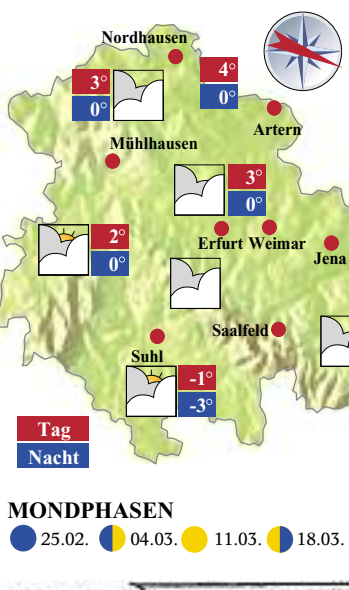 Nordhausen
3°
0°
4°
0°
Artern
Mühlhausen
3°
0°
Erfurt Weimar
Jena
2°
0°
Saalfeld
Suhl
-1°
-3°
Tag
Nacht
MONDPHASEN
25.02. 04.03. 11.03. 18.03.